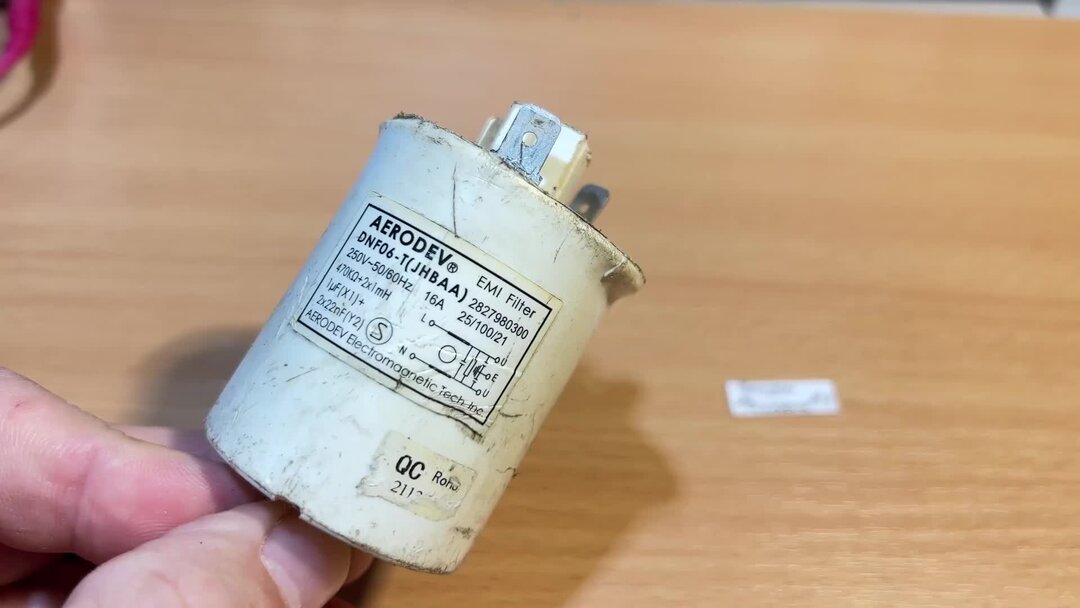 AERODEV® EMI Filter
DNF06-T(JHBAA) 2827980300
250V~50/60Hz 16A 25/100/21
470KΩ+2x1mH
1μF(X1)+
2x22nF(Y2) S
L U
N E
U
AERODEV Electromagnetic Tech.Inc.
QC RoHS